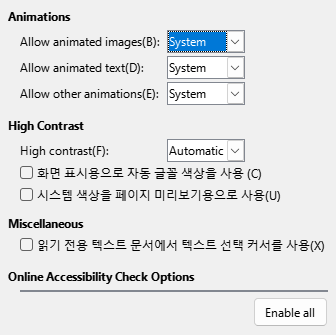 Animations
Allow animated images(B): System
Allow animated text(D): System
Allow other animations(E): System
High Contrast
High contrast(F): Automatic
화면 표시용으로 자동 글꼴 색상을 사용 (C)
시스템 색상을 페이지 미리보기용으로 사용(U)
Miscellaneous
읽기 전용 텍스트 문서에서 텍스트 선택 커서를 사용(X)
Online Accessibility Check Options
Enable all